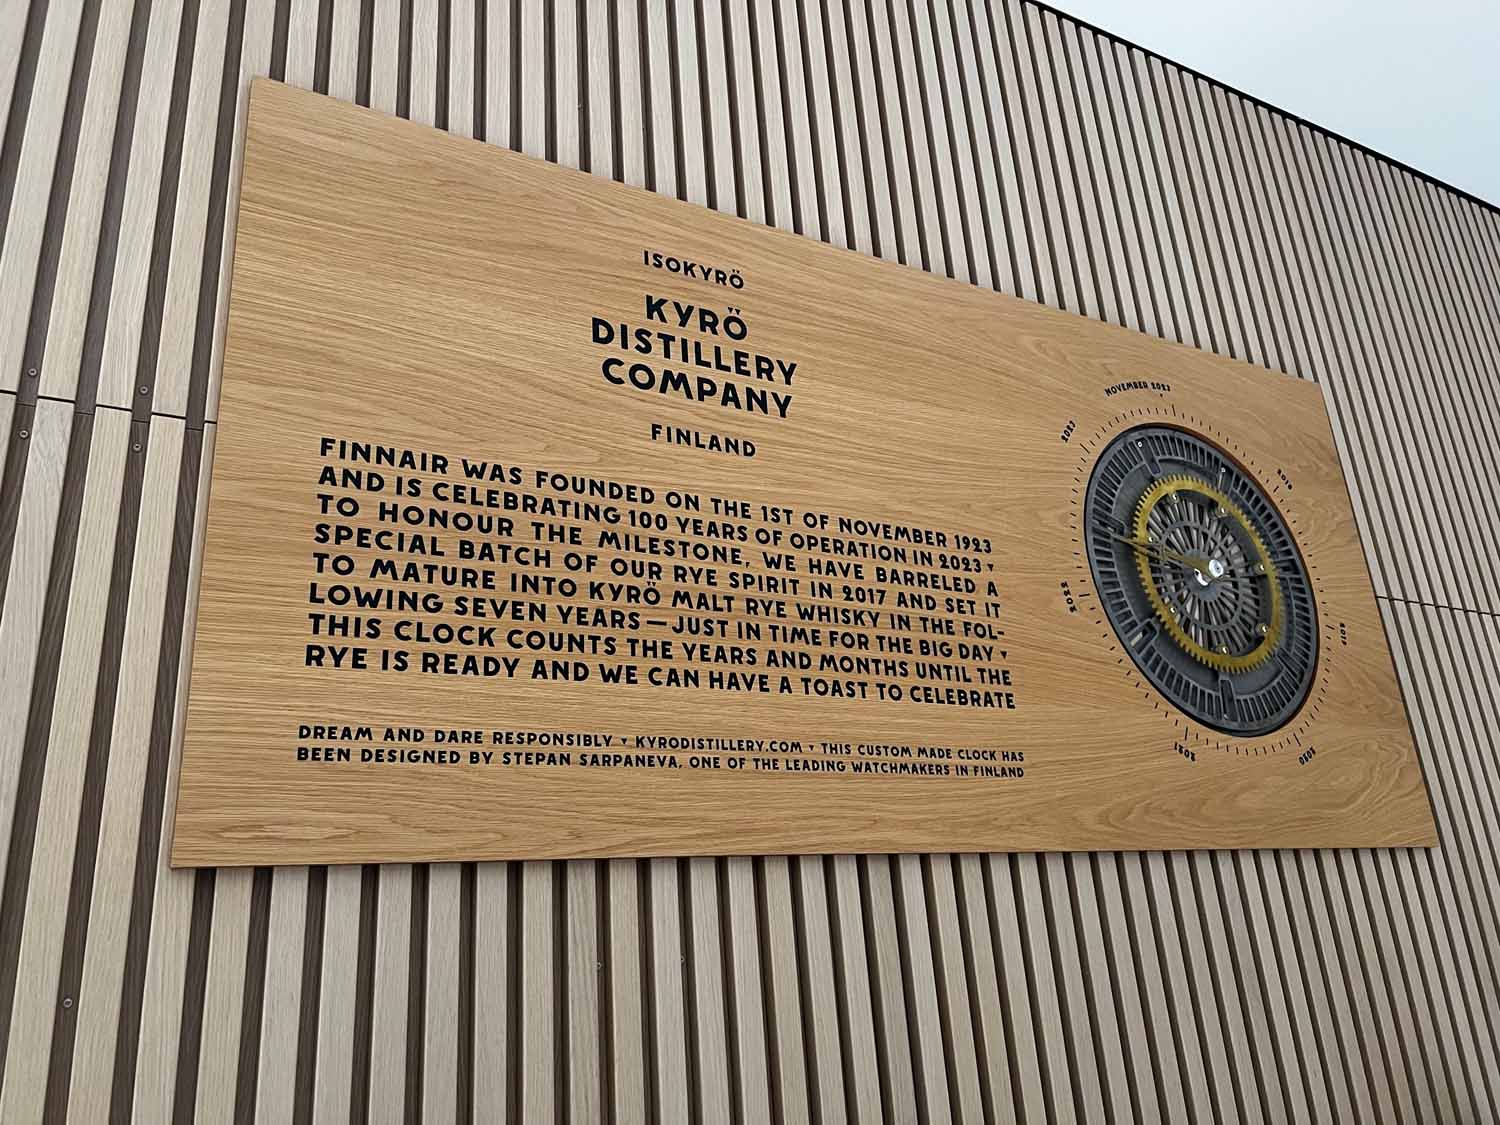 ISOKYRÖ
KYRÖ
DISTILLERY
COMPANY
FINLAND
FINNAIR WAS FOUNDED ON THE 1ST OF NOVEMBER 1923
AND IS CELEBRATING 100 YEARS OF OPERATION IN 2023 ▾
TO HONOUR THE MILESTONE, WE HAVE BARRELED A
SPECIAL BATCH OF OUR RYE SPIRIT IN 2017 AND SET IT
TO MATURE INTO KYRÖ MALT RYE WHISKY IN THE FOL-
LOWING SEVEN YEARS — JUST IN TIME FOR THE BIG DAY ▾
THIS CLOCK COUNTS THE YEARS AND MONTHS UNTIL THE
RYE IS READY AND WE CAN HAVE A TOAST TO CELEBRATE
DREAM AND DARE RESPONSIBLY ▾ KYRODISTILLERY.COM ▾ THIS CUSTOM MADE CLOCK HAS
BEEN DESIGNED BY STEPAN SARPANEVA, ONE OF THE LEADING WATCHMAKERS IN FINLAND
NOVEMBER 2023
2023
2022
2021
2020
2017